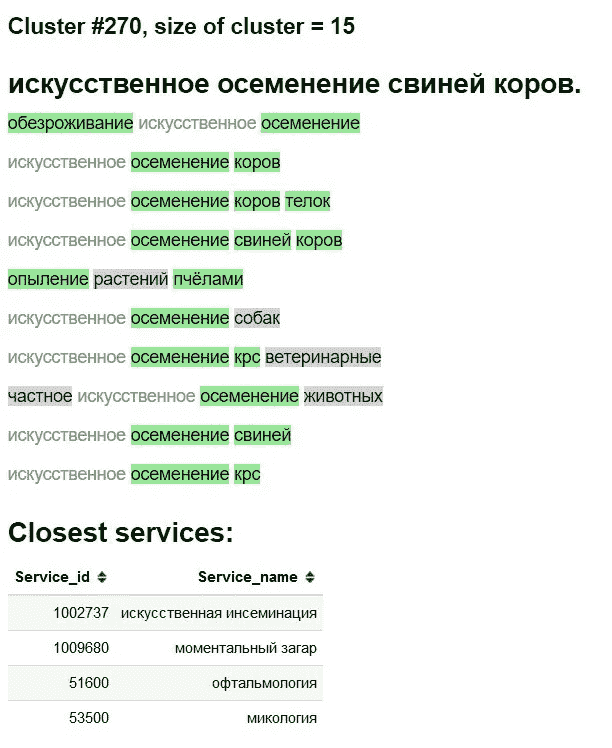 Cluster #270, size of cluster = 15
искусственное осеменение свиней коров.
обезроживание искусственное осеменение
искусственное осеменение коров
искусственное осеменение коров телок
искусственное осеменение свиней коров
опыление растений пчёлами
искусственное осеменение собак
искусственное осеменение крс ветеринарные
частное искусственное осеменение животных
искусственное осеменение свиней
искусственное осеменение крс
Closest services:
Service_id Service_name
1002737 искусственная инсеминация
1009680 моментальный загар
51600 офтальмология
53500 микология